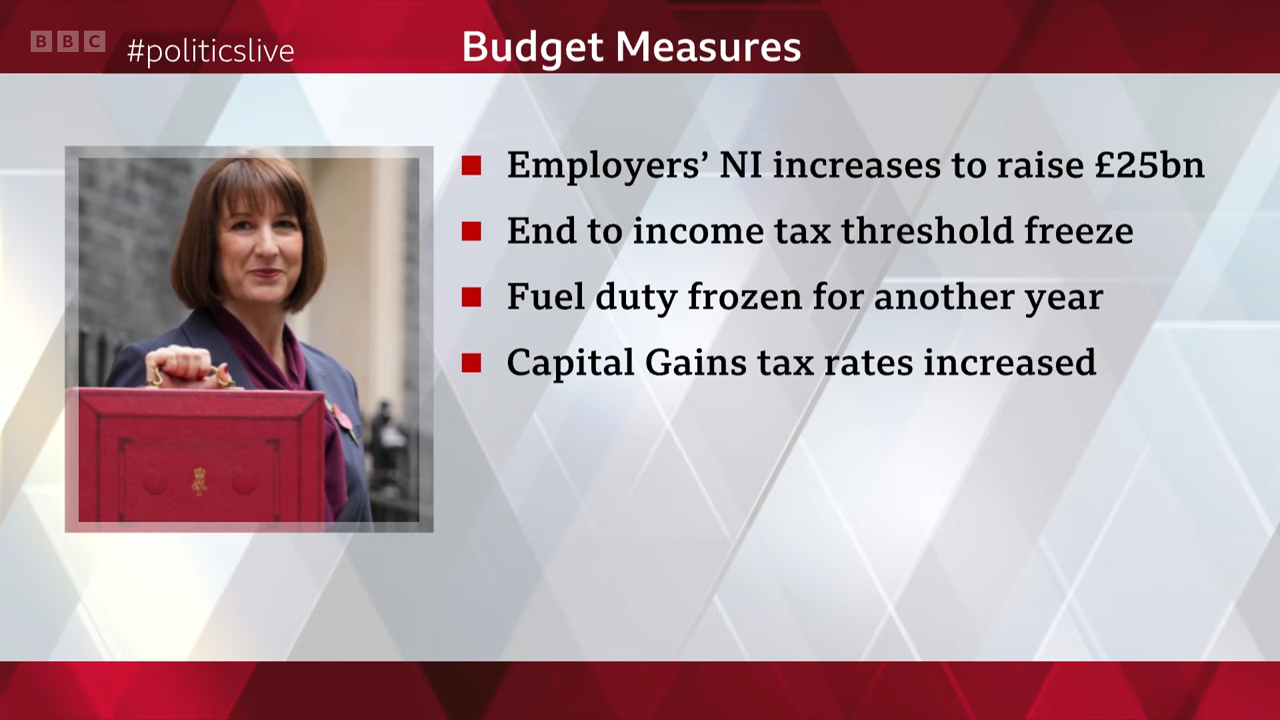 BBC
#politicslive
Budget Measures
Employers’ NI increases to raise £25bn
End to income tax threshold freeze
Fuel duty frozen for another year
Capital Gains tax rates increased